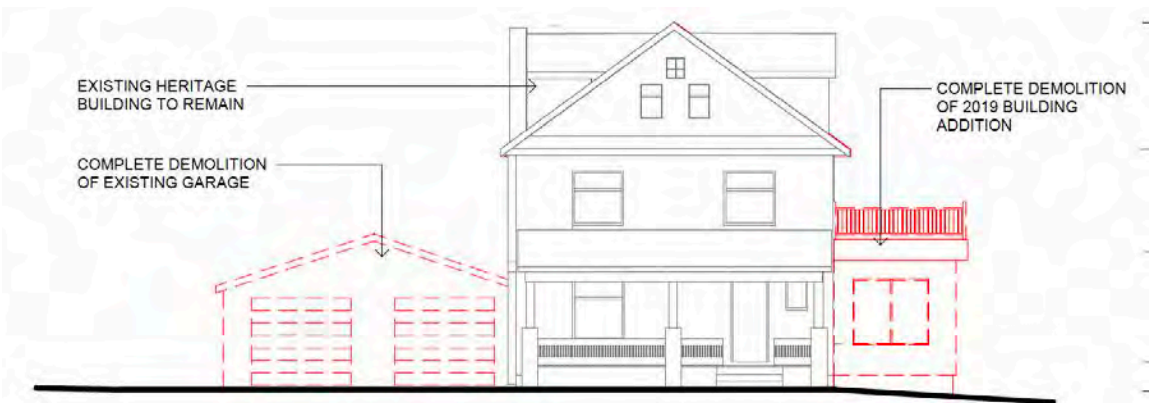 EXISTING HERITAGE
BUILDING TO REMAIN
COMPLETE DEMOLITION
OF EXISTING GARAGE
COMPLETE DEMOLITION
OF 2019 BUILDING
ADDITION